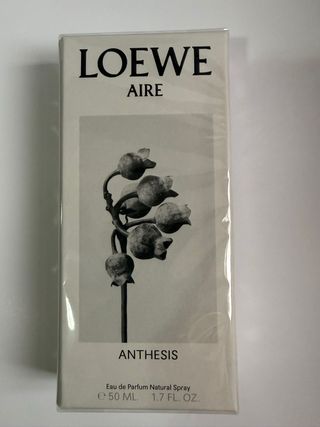 LOEWE
AIRE
ANTHESIS
Eau de Parfum Natural Spray
℮ 50 ML   1.7 FL. OZ.